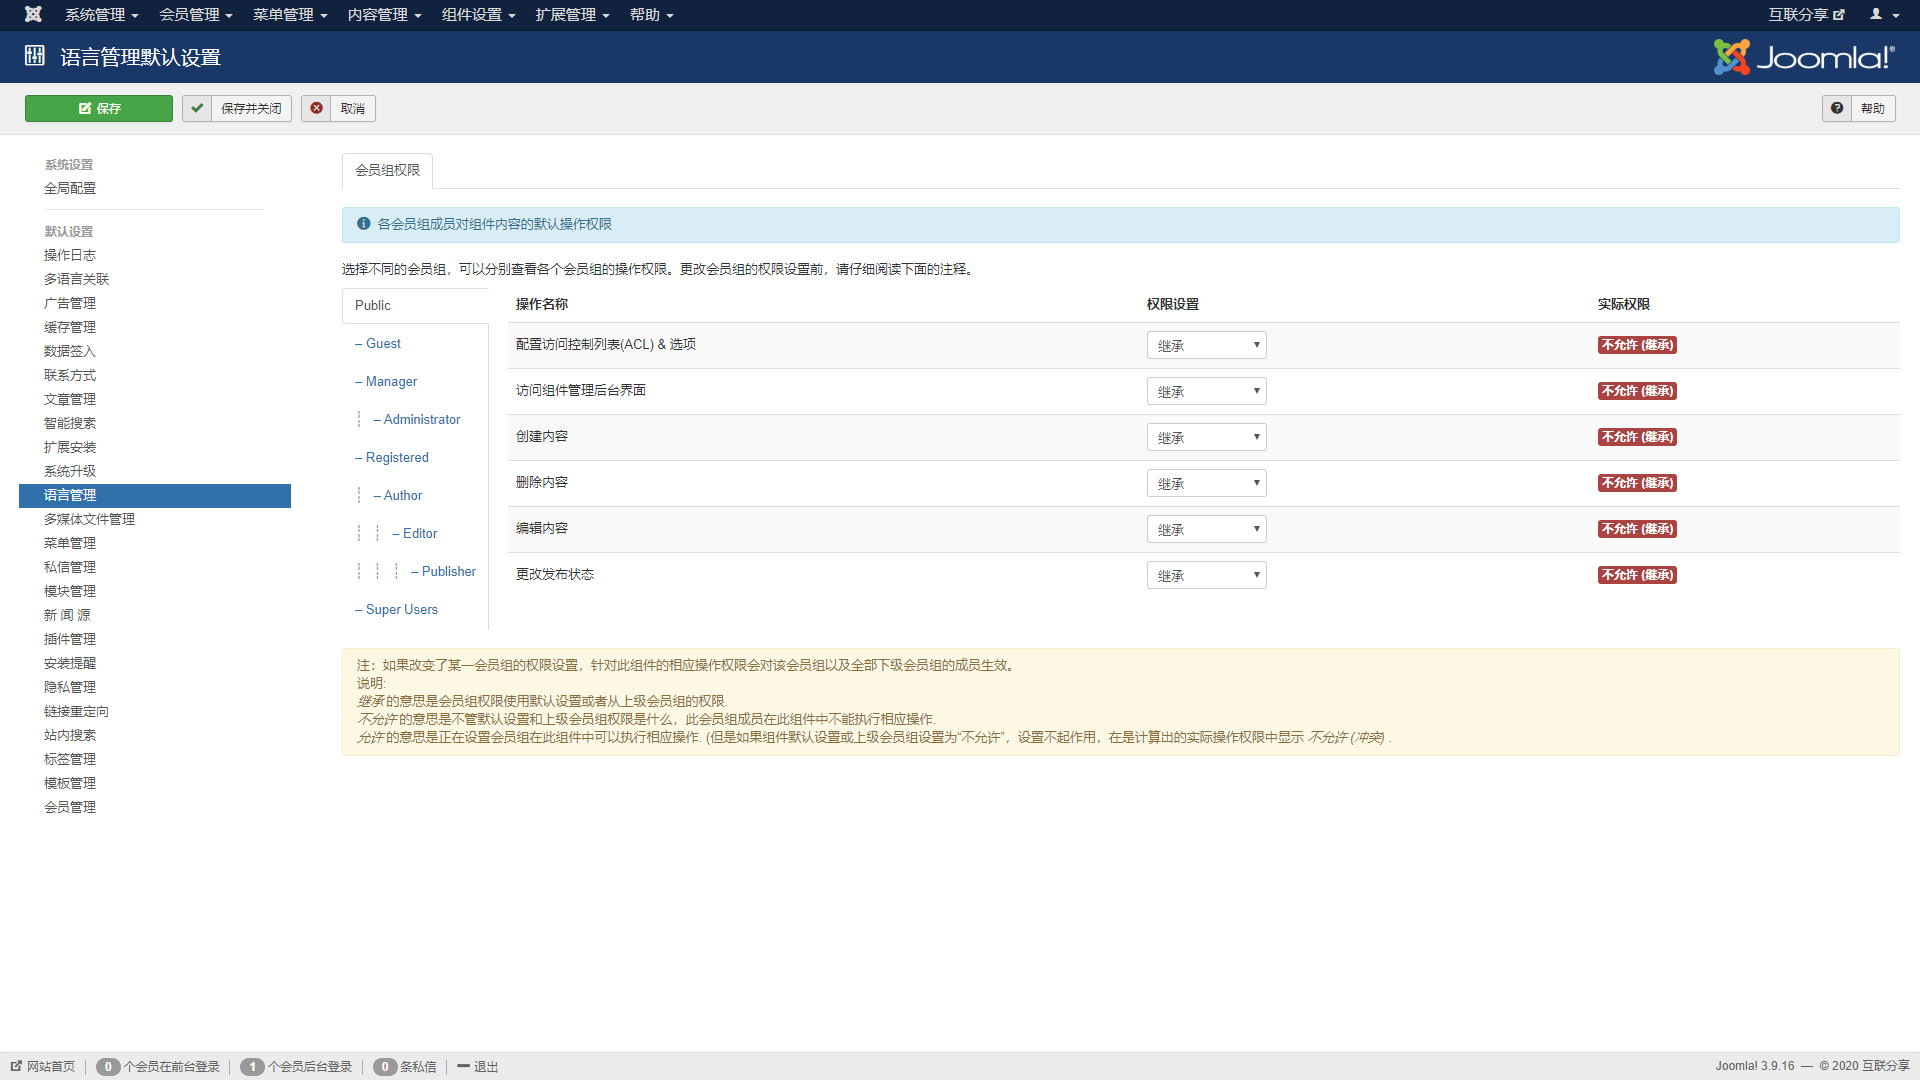 系统管理 会员管理 菜单管理 内容管理 组件设置 扩展管理 帮助 互联分享
语言管理默认设置 Joomla!®
保存 保存并关闭 取消 帮助
系统设置
全局配置
默认设置
操作日志
多语言关联
广告管理
缓存管理
数据签入
联系方式
文章管理
智能搜索
扩展安装
系统升级
语言管理
多媒体文件管理
菜单管理
私信管理
模块管理
新 闻 源
插件管理
安装提醒
隐私管理
链接重定向
站内搜索
标签管理
模板管理
会员管理
会员组权限
各会员组成员对组件内容的默认操作权限
选择不同的会员组，可以分别查看各个会员组的操作权限。更改会员组的权限设置前，请仔细阅读下面的注释。
Public
– Guest
– Manager
– Administrator
– Registered
– Author
– Editor
– Publisher
– Super Users
操作名称 权限设置 实际权限
配置访问控制列表(ACL) & 选项 继承 不允许 (继承)
访问组件管理后台界面 继承 不允许 (继承)
创建内容 继承 不允许 (继承)
删除内容 继承 不允许 (继承)
编辑内容 继承 不允许 (继承)
更改发布状态 继承 不允许 (继承)
注：如果改变了某一会员组的权限设置，针对此组件的相应操作权限会对该会员组以及全部下级会员组的成员生效。
说明:
继承 的意思是会员组权限使用默认设置或者从上级会员组的权限.
不允许 的意思是不管默认设置和上级会员组权限是什么，此会员组成员在此组件中不能执行相应操作.
允许 的意思是正在设置会员组在此组件中可以执行相应操作. (但是如果组件默认设置或上级会员组设置为“不允许”，设置不起作用，在是计算出的实际操作权限中显示 不允许 (冲突) .
网站首页 0 个会员在前台登录 1 个会员后台登录 0 条私信 退出 Joomla! 3.9.16 — © 2020 互联分享